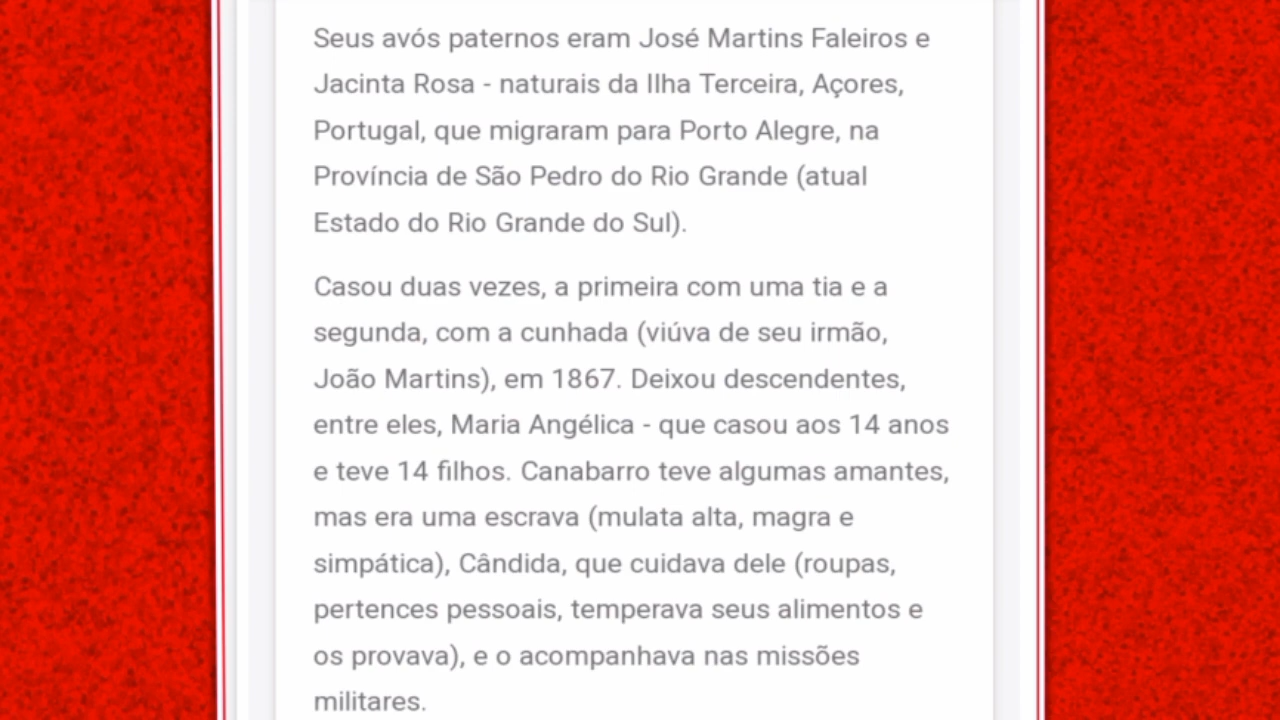 Seus avós paternos eram José Martins Faleiros e
Jacinta Rosa - naturais da Ilha Terceira, Açores,
Portugal, que migraram para Porto Alegre, na
Província de São Pedro do Rio Grande (atual
Estado do Rio Grande do Sul).
Casou duas vezes, a primeira com uma tia e a
segunda, com a cunhada (viúva de seu irmão,
João Martins), em 1867. Deixou descendentes,
entre eles, Maria Angélica - que casou aos 14 anos
e teve 14 filhos. Canabarro teve algumas amantes,
mas era uma escrava (mulata alta, magra e
simpática), Cândida, que cuidava dele (roupas,
pertences pessoais, temperava seus alimentos e
os provava), e o acompanhava nas missões
militares.